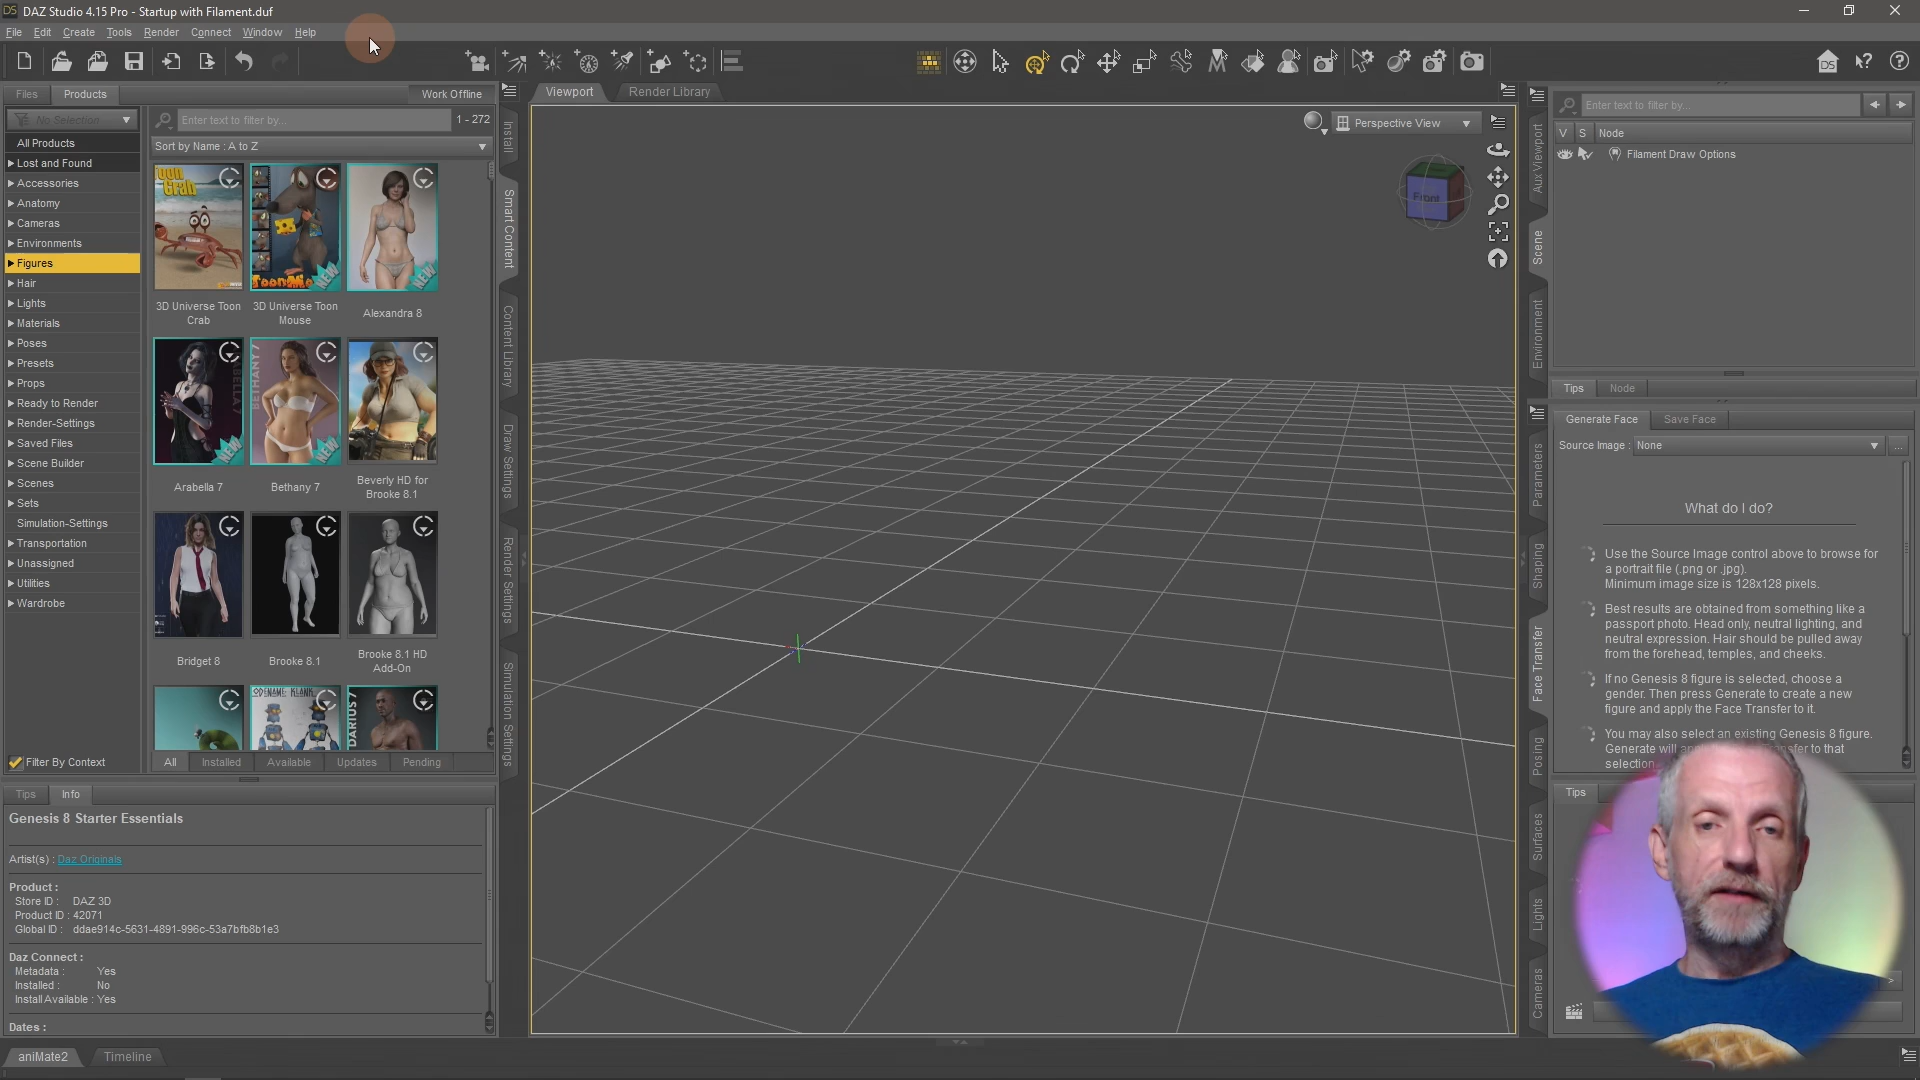 DAZ Studio 4.15 Pro - Startup with Filament.duf
File Edit Create Tools Render Connect Window Help
Files Products Work Offline
No Selection
Enter text to filter by...
1 - 272
Sort by Name : A to Z
All Products
Lost and Found
Accessories
Anatomy
Cameras
Environments
Figures
Hair
Lights
Materials
Poses
Presets
Props
Ready to Render
Render-Settings
Saved Files
Scene Builder
Scenes
Sets
Simulation-Settings
Transportation
Unassigned
Utilities
Wardrobe
Filter By Context
3D Universe Toon
Crab
3D Universe Toon
Mouse
Alexandra 8
Arabella 7
Bethany 7
Beverly HD for
Brooke 8.1
Bridget 8
Brooke 8.1
Brooke 8.1 HD
Add-On
NEW
NEW
NEW
NEW
BETHANY 7
DARIUS 7
All Installed Available Updates Pending
Tips Info
Genesis 8 Starter Essentials
Artist(s) : Daz Originals
Product :
Store ID : DAZ 3D
Product ID : 42071
Global ID : ddae914c-5631-4891-996c-53a7bfb8b1e3
Daz Connect :
Metadata : Yes
Installed : No
Install Available : Yes
Dates :
aniMate2 Timeline
Install
Smart Content
Content Library
Draw Settings
Render Settings
Simulation Settings
Viewport Render Library
Perspective View
Front
Aux Viewport
Scene
Environment
Parameters
Shaping
Face Transfer
Posing
Surfaces
Lights
Cameras
Enter text to filter by...
V S Node
Filament Draw Options
Tips Node
Generate Face Save Face
Source Image : None
...
What do I do?
Use the Source Image control above to browse for
a portrait file (.png or .jpg).
Minimum image size is 128x128 pixels.
Best results are obtained from something like a
passport photo. Head only, neutral lighting, and
neutral expression. Hair should be pulled away
from the forehead, temples, and cheeks.
If no Genesis 8 figure is selected, choose a
gender. Then press Generate to create a new
figure and apply the Face Transfer to it.
You may also select an existing Genesis 8 figure.
Generate will
to that
selection
Tips